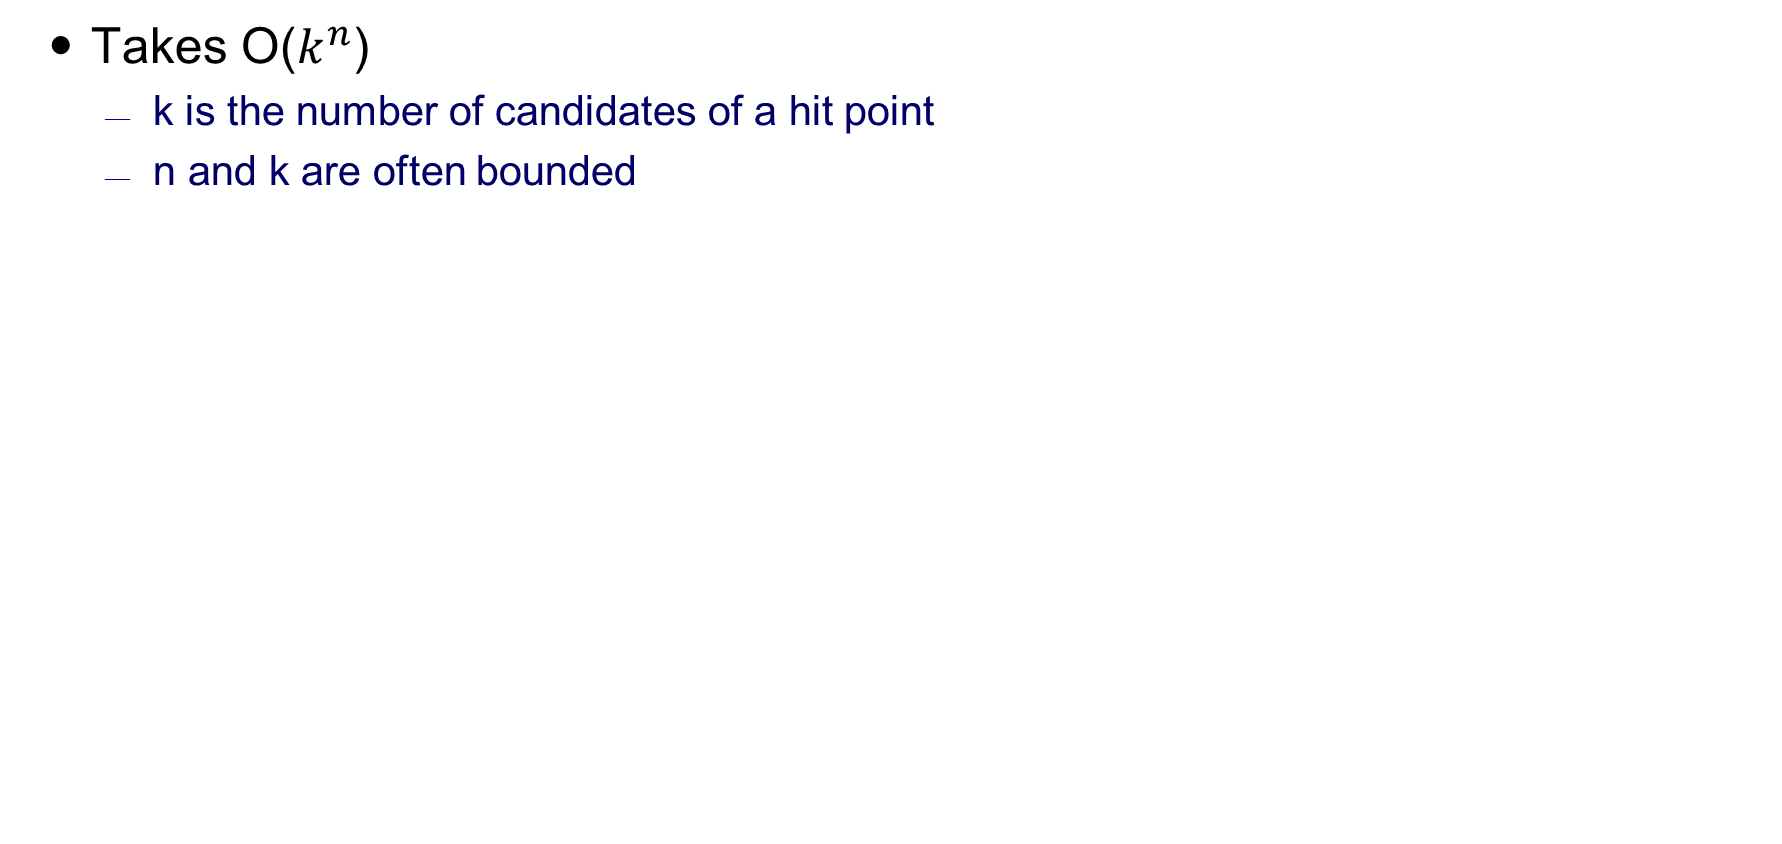 • Takes O(kⁿ)
— k is the number of candidates of a hit point
— n and k are often bounded